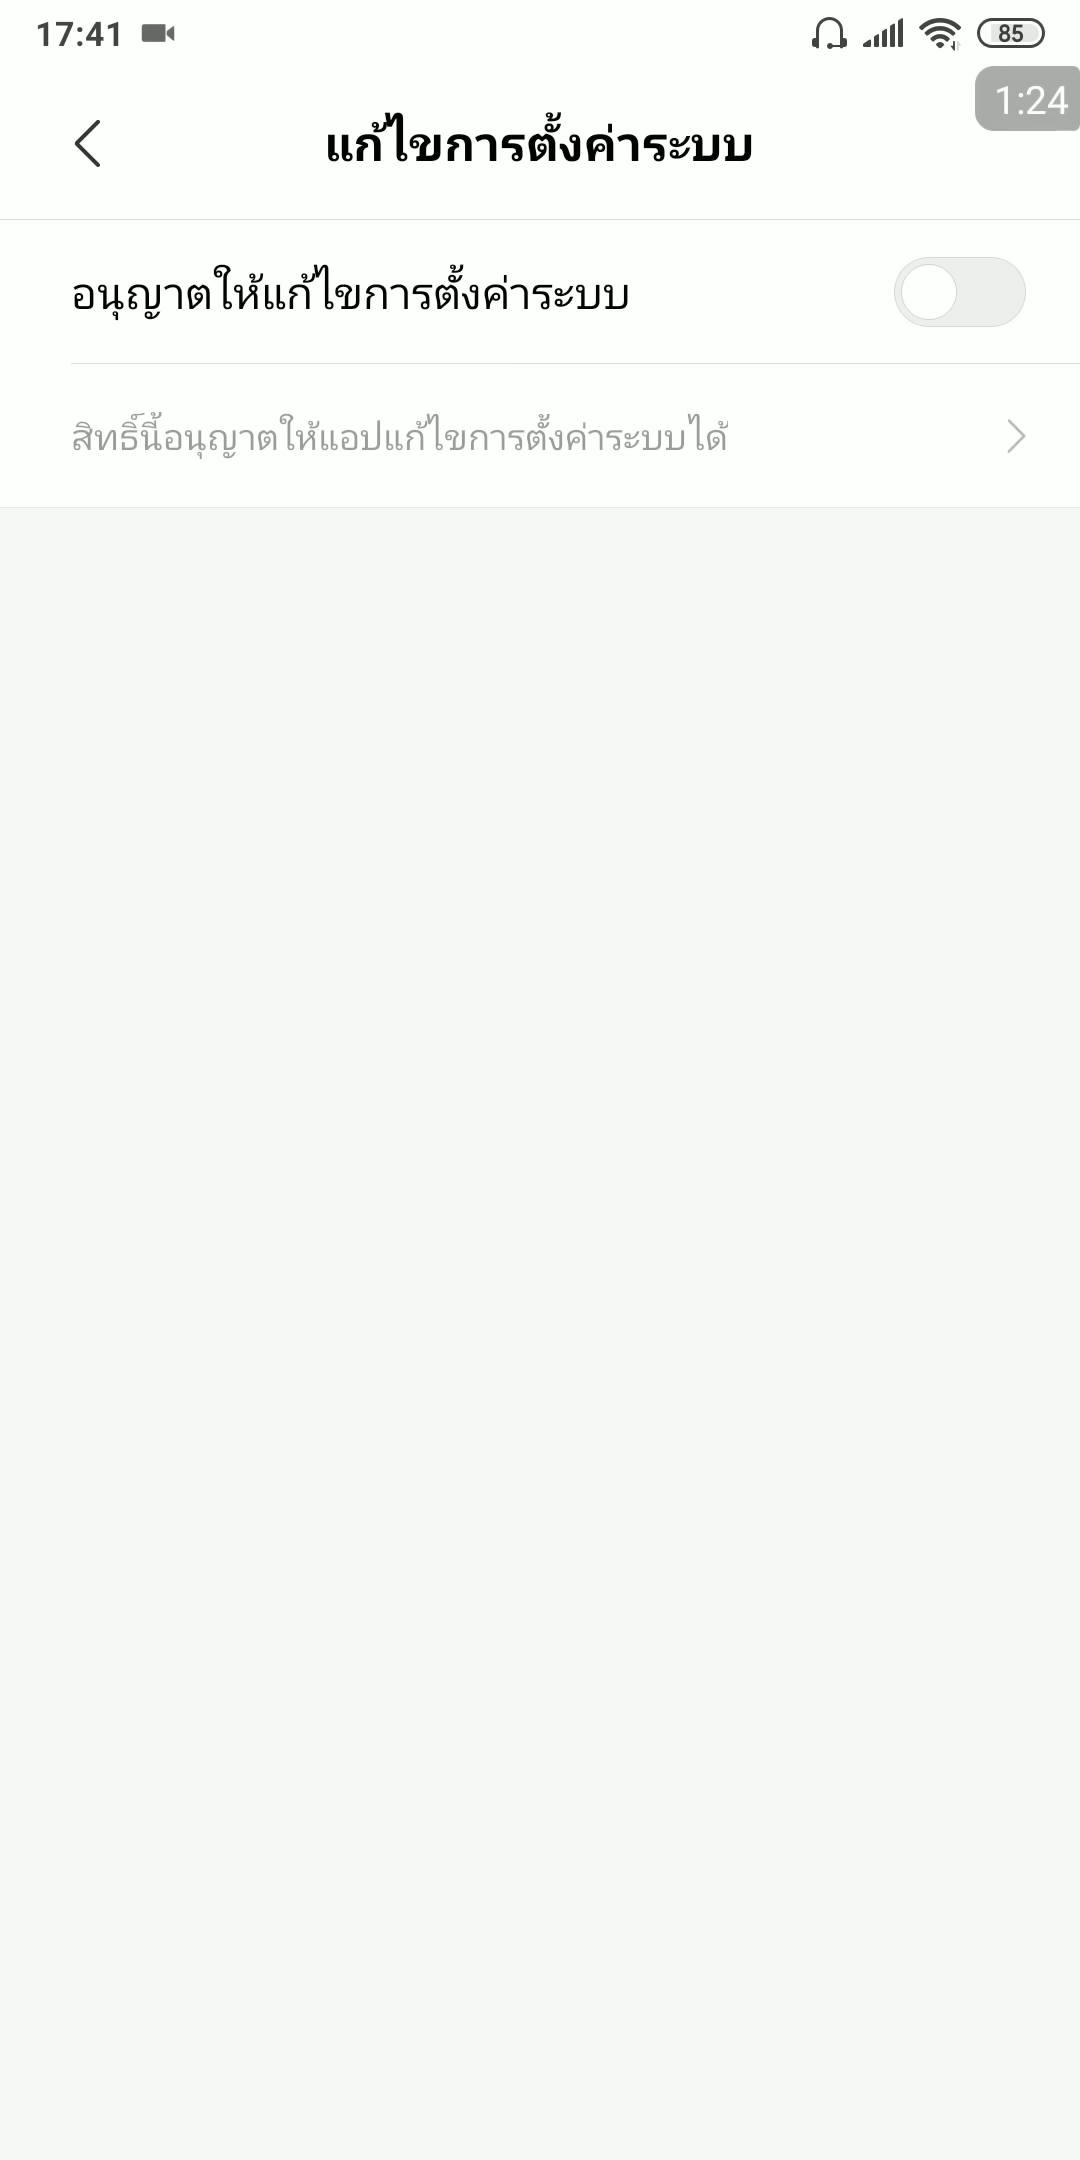 17:41
85
1:24
แก้ไขการตั้งค่าระบบ
อนุญาตให้แก้ไขการตั้งค่าระบบ
สิทธิ์นี้อนุญาตให้แอปแก้ไขการตั้งค่าระบบได้